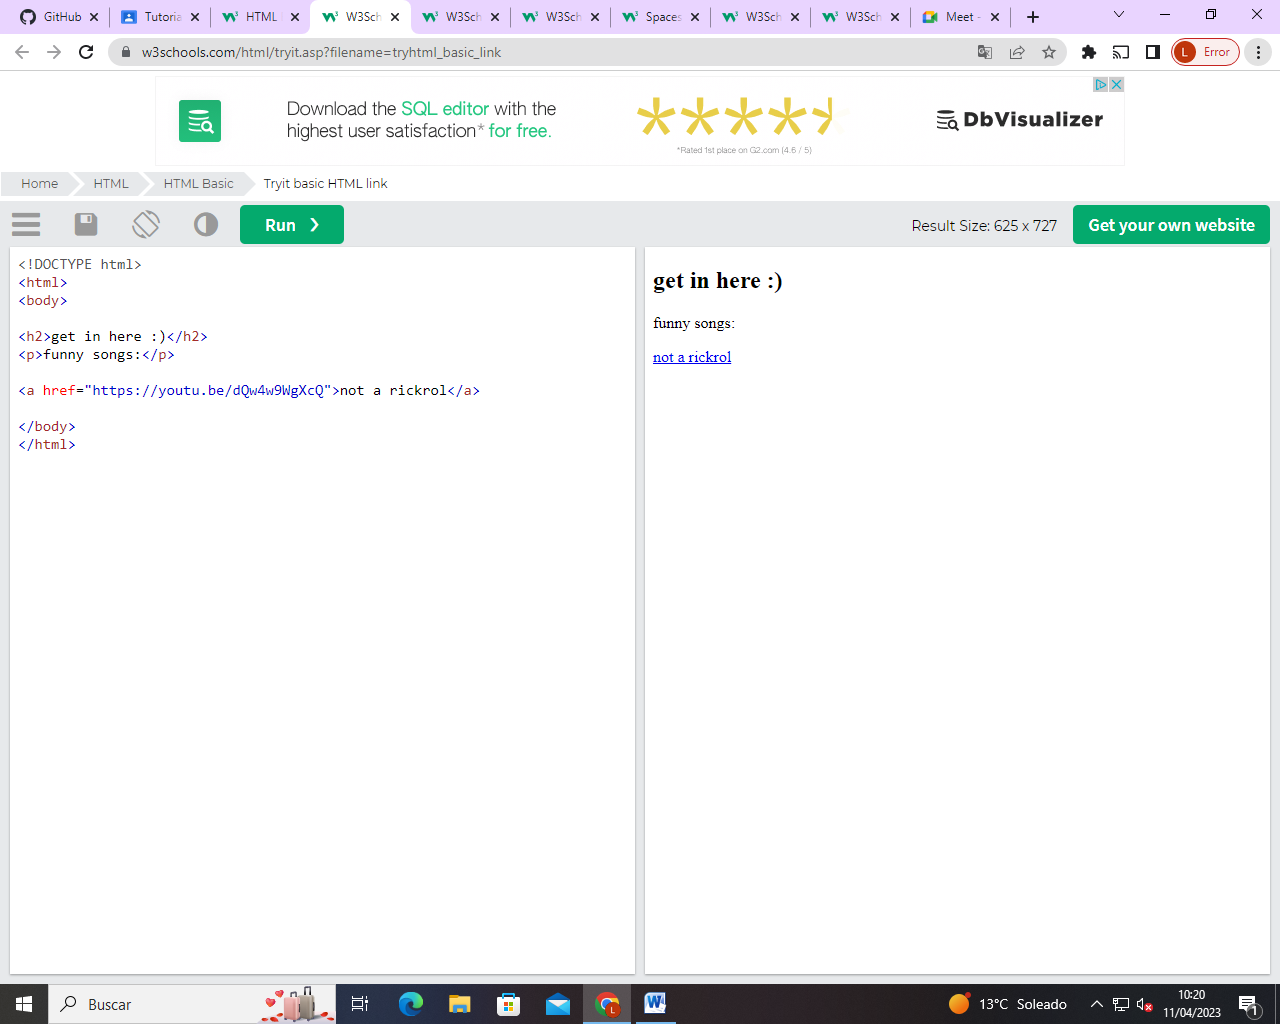 GitHub
Tutoria
HTML
W3Sch
W3Sch
W3Sch
Spaces
W3Sch
W3Sch
Meet -
w3schools.com/html/tryit.asp?filename=tryhtml_basic_link
L Error
Download the SQL editor with the
highest user satisfaction* for free.
*Rated 1st place on G2.com (4.6 / 5)
DbVisualizer
Home
HTML
HTML Basic
Tryit basic HTML link
Run ❯
Result Size: 625 x 727
Get your own website
<!DOCTYPE html>
<html>
<body>
<h2>get in here :)</h2>
<p>funny songs:</p>
<a href="https://youtu.be/dQw4w9WgXcQ">not a rickrol</a>
</body>
</html>
get in here :)
funny songs:
not a rickrol
Buscar
13°C Soleado
10:20
11/04/2023
1